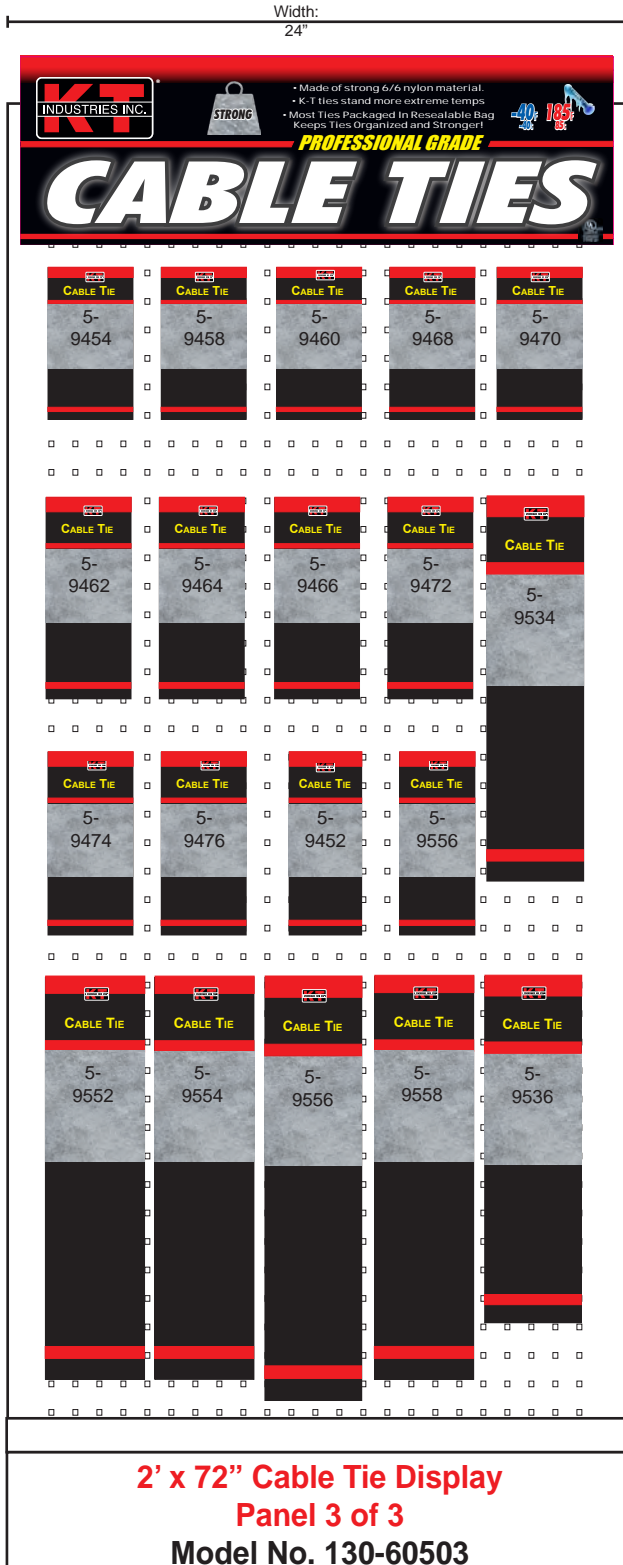 Width:
24”
KT
INDUSTRIES INC.
STRONG
• Made of strong 6/6 nylon material.
• K-T ties stand more extreme temps
• Most Ties Packaged In Resealable Bag
Keeps Ties Organized and Stronger!
-40°F 185°F
-40°C 85°C
PROFESSIONAL GRADE
CABLE TIES
CABLE TIE CABLE TIE CABLE TIE CABLE TIE CABLE TIE
5- 5- 5- 5- 5-
9454 9458 9460 9468 9470
CABLE TIE CABLE TIE CABLE TIE CABLE TIE CABLE TIE
5- 5- 5- 5- 5-
9462 9464 9466 9472 9534
CABLE TIE CABLE TIE CABLE TIE CABLE TIE
5- 5- 5- 5-
9474 9476 9452 9556
CABLE TIE CABLE TIE CABLE TIE CABLE TIE CABLE TIE
5- 5- 5- 5- 5-
9552 9554 9556 9558 9536
2’ x 72” Cable Tie Display
Panel 3 of 3
Model No. 130-60503